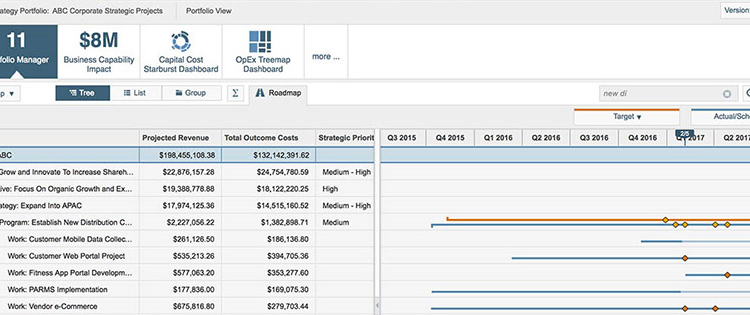 ategy Portfolio: ABC Corporate Strategic Projects Portfolio View Version:
11 $8M
folio Manager Business Capability Impact Capital Cost Starburst Dashboard OpEx Treemap Dashboard more ...
p Tree List Group Σ Roadmap new di
Target Actual/Sche
Projected Revenue Total Outcome Costs Strategic Priorit Q3 2015 Q4 2015 Q1 2016 Q2 2016 Q3 2016 Q4 2016 Q1 2017 Q2 2017
2/5
ABC $198,455,108.38 $132,142,391.62
Grow and Innovate To Increase Shareh... $22,876,157.28 $24,754,780.59 Medium - High
ive: Focus On Organic Growth and Ex... $19,388,778.88 $18,122,220.25 High
ategy: Expand Into APAC $17,974,125.36 $14,515,160.52 Medium - High
Program: Establish New Distribution C... $2,227,056.22 $1,382,898.71 Medium
Work: Customer Mobile Data Collec... $261,126.50 $186,136.80
Work: Customer Web Portal Project $535,213.26 $394,705.36
Work: Fitness App Portal Developm... $577,063.20 $353,277.60
Work: PARMS Implementation $177,836.00 $169,075.30
Work: Vendor e-Commerce $675,816.80 $279,703.44